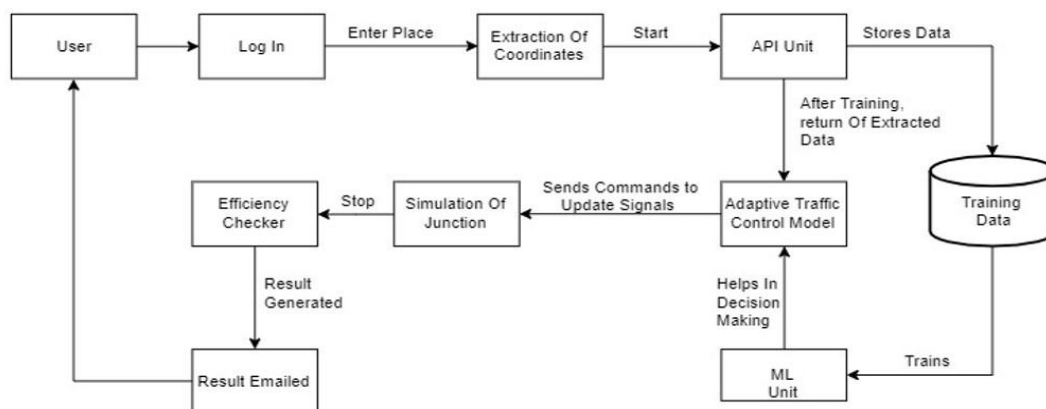 User
Log In
Enter Place
Extraction Of
Coordinates
Start
API Unit
Stores Data
After Training,
return Of Extracted
Data
Training
Data
Efficiency
Checker
Stop
Simulation Of
Junction
Sends Commands to
Update Signals
Adaptive Traffic
Control Model
Result
Generated
Helps In
Decision
Making
Result Emailed
ML
Unit
Trains